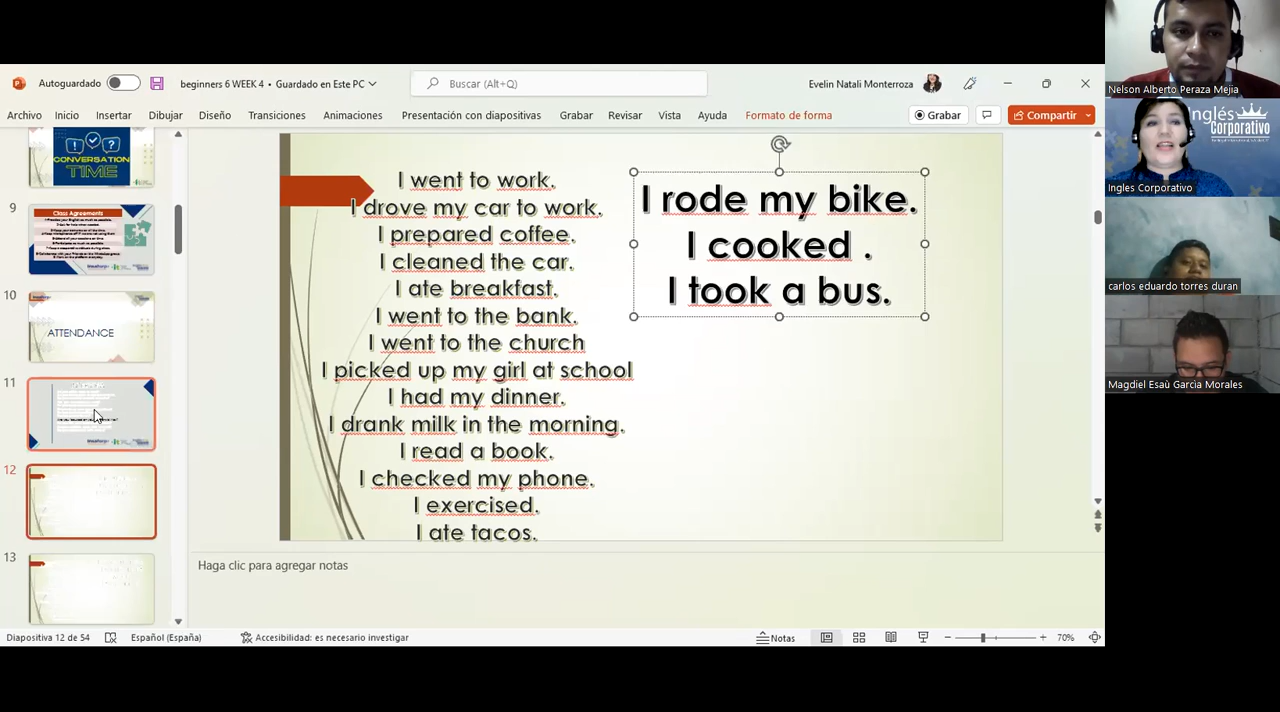 Autoguardado
beginners 6 WEEK 4 • Guardado en Este PC
Buscar (Alt+Q)
Evelin Natali Monterroza
Archivo Inicio Insertar Dibujar Diseño Transiciones Animaciones Presentación con diapositivas Grabar Revisar Vista Ayuda Formato de forma
Grabar
Compartir
CONVERSATION
TIME
9
Class Agreements
10
ATTENDANCE
11
12
13
I went to work.
I drove my car to work.
I prepared coffee.
I cleaned the car.
I ate breakfast.
I went to the bank.
I went to the church
I picked up my girl at school
I had my dinner.
I drank milk in the morning.
I read a book.
I checked my phone.
I exercised.
I ate tacos.
I rode my bike.
I cooked .
I took a bus.
Haga clic para agregar notas
Diapositiva 12 de 54
Español (España)
Accesibilidad: es necesario investigar
Notas
70%
Nelson Alberto Peraza Mejia
Inglés
Corporativo
Ingles Corporativo
carlos eduardo torres duran
Magdiel Esaù Garcia Morales